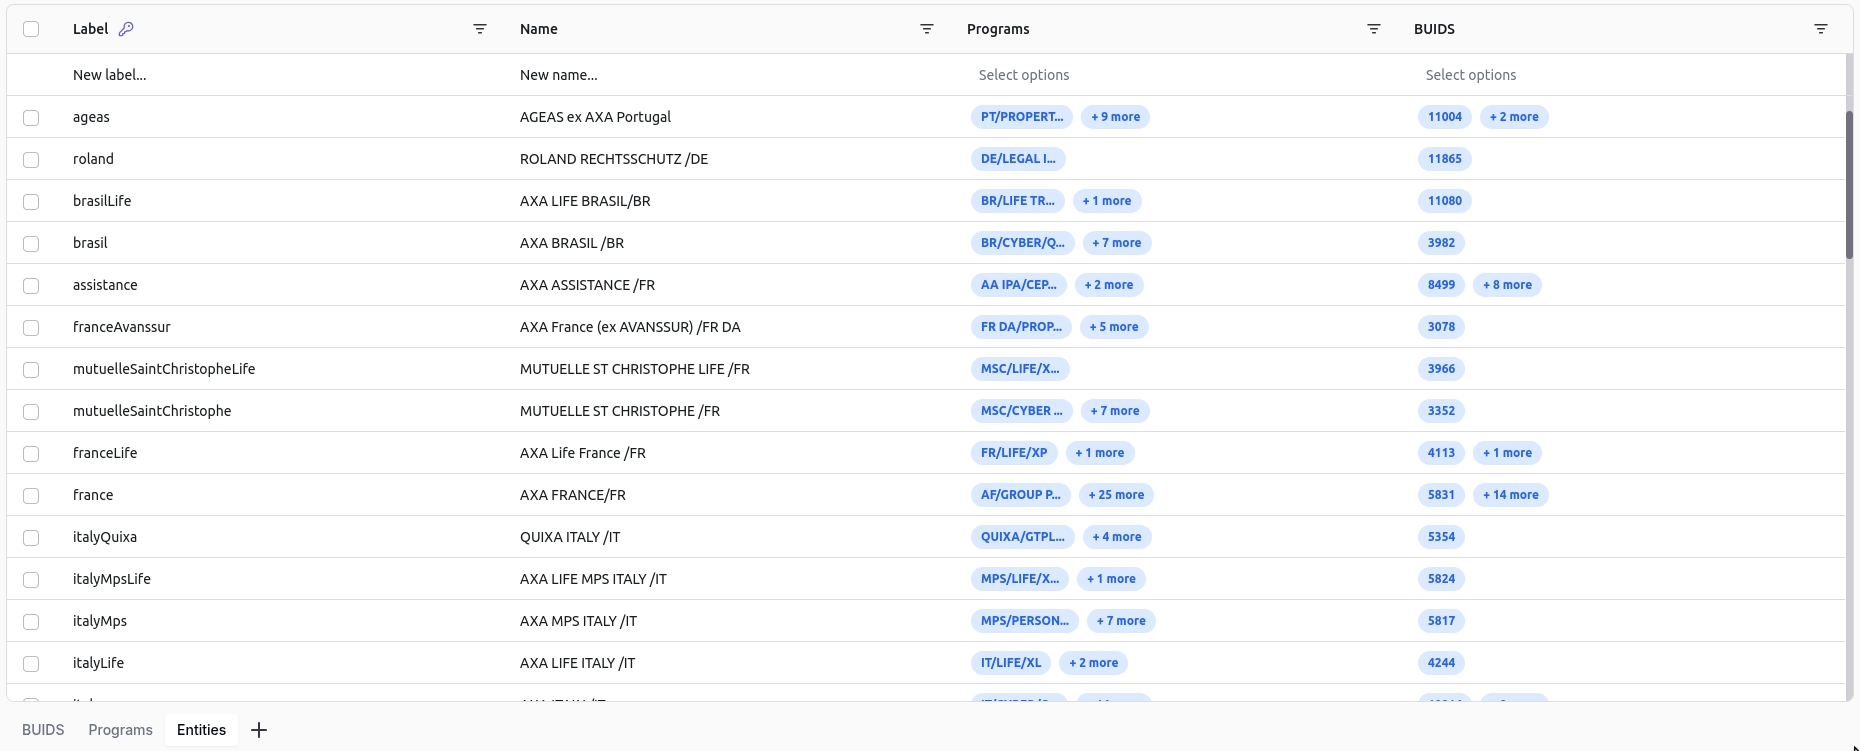 Label Name Programs BUIDS
New label... New name... Select options Select options
ageas AGEAS ex AXA Portugal PT/PROPERT... + 9 more 11004 + 2 more
roland ROLAND RECHTSSCHUTZ /DE DE/LEGAL I... 11865
brasilLife AXA LIFE BRASIL/BR BR/LIFE TR... + 1 more 11080
brasil AXA BRASIL /BR BR/CYBER/Q... + 7 more 3982
assistance AXA ASSISTANCE /FR AA IPA/CEP... + 2 more 8499 + 8 more
franceAvanssur AXA France (ex AVANSSUR) /FR DA FR DA/PROP... + 5 more 3078
mutuelleSaintChristopheLife MUTUELLE ST CHRISTOPHE LIFE /FR MSC/LIFE/X... 3966
mutuelleSaintChristophe MUTUELLE ST CHRISTOPHE /FR MSC/CYBER ... + 7 more 3352
franceLife AXA Life France /FR FR/LIFE/XP + 1 more 4113 + 1 more
france AXA FRANCE/FR AF/GROUP P... + 25 more 5831 + 14 more
italyQuixa QUIXA ITALY /IT QUIXA/GTPL... + 4 more 5354
italyMpsLife AXA LIFE MPS ITALY /IT MPS/LIFE/X... + 1 more 5824
italyMps AXA MPS ITALY /IT MPS/PERSON... + 7 more 5817
italyLife AXA LIFE ITALY /IT IT/LIFE/XL + 2 more 4244
BUIDS Programs Entities +